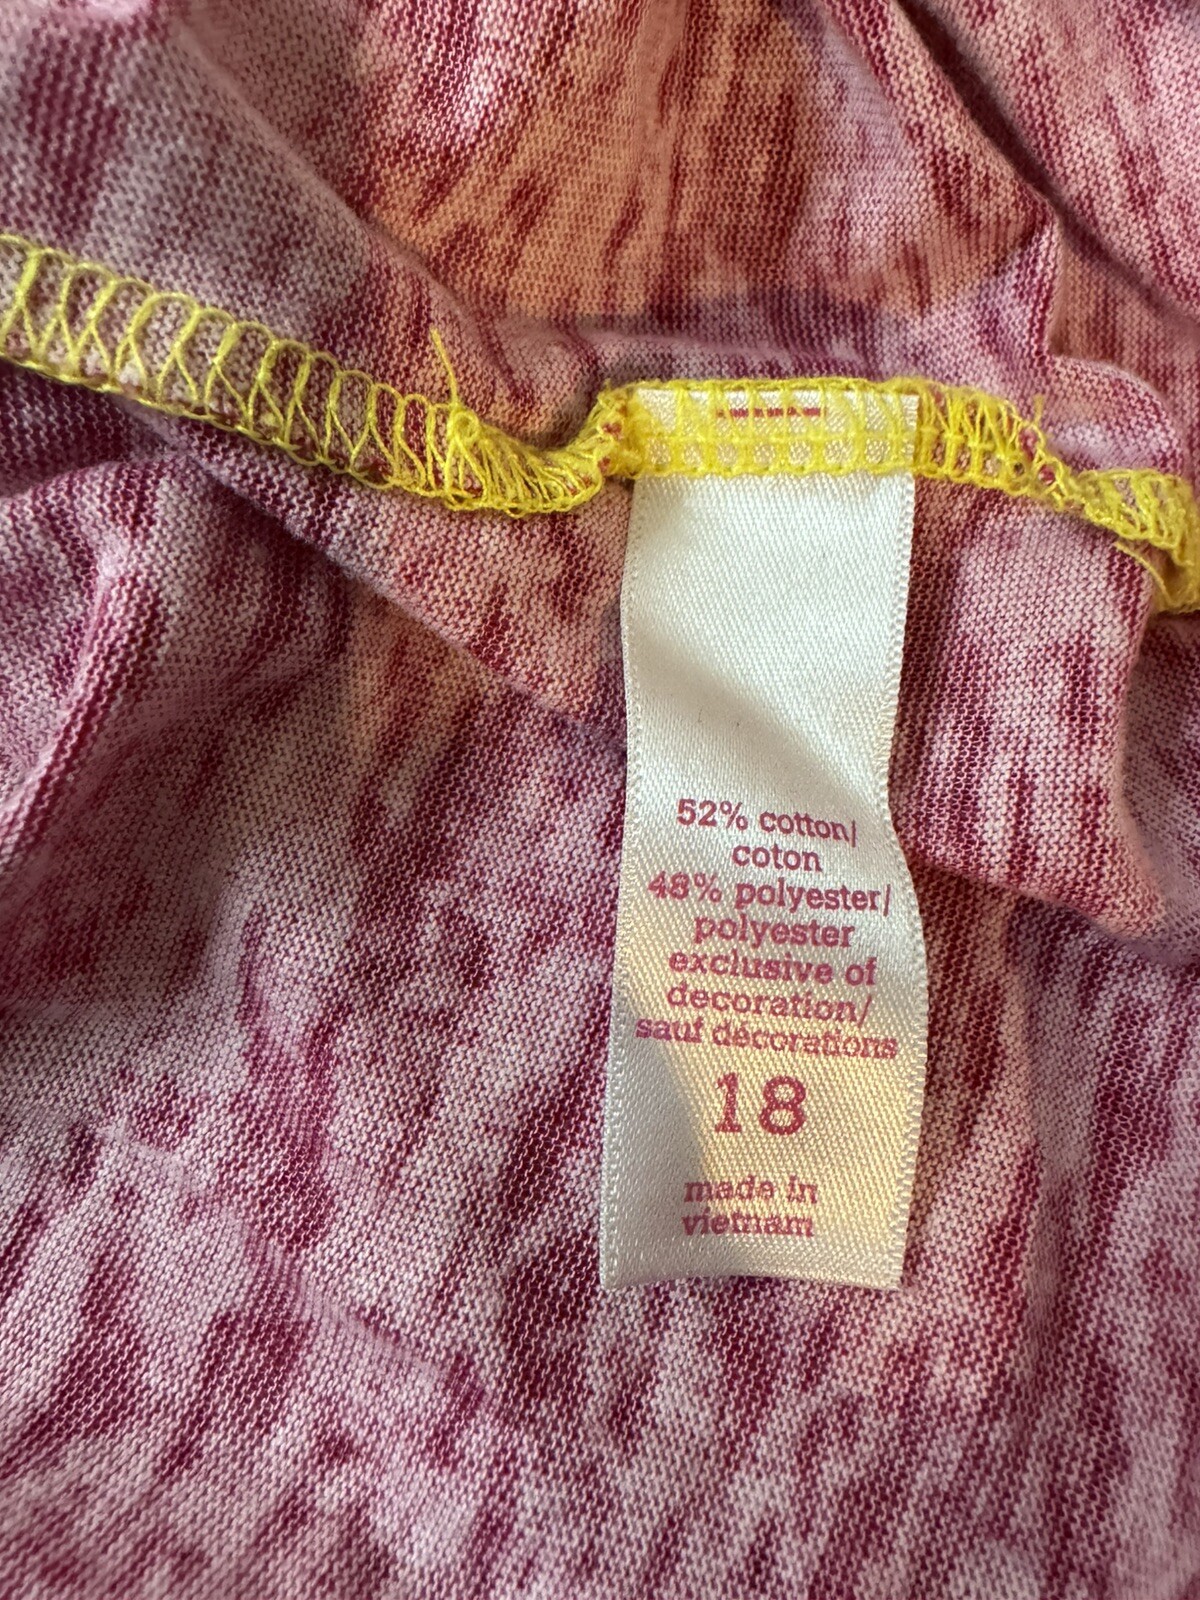 52% cotton/
coton
48% polyester/
polyester
exclusive of
decoration/
sauf décorations
18
made in
vietnam